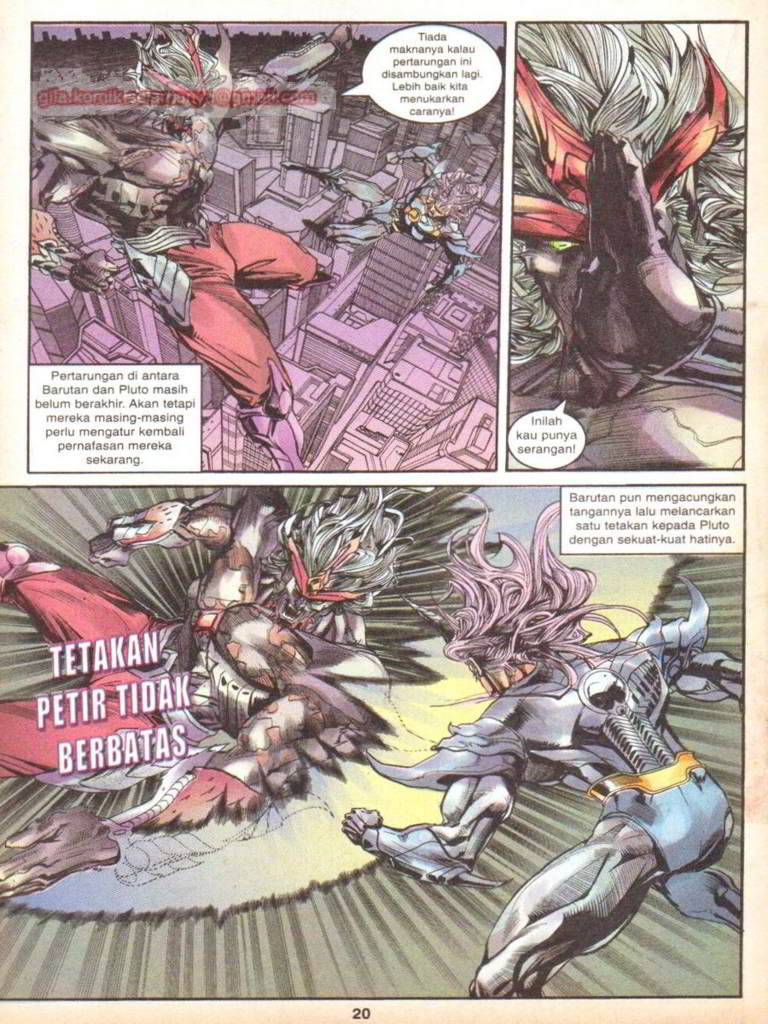 Tiada
maknanya kalau
pertarungan ini
disambungkan lagi.
Lebih baik kita
menukarkan
caranya!
Pertarungan di antara
Barutan dan Pluto masih
belum berakhir. Akan tetapi
mereka masing-masing
perlu mengatur kembali
pernafasan mereka
sekarang.
Inilah
kau punya
serangan!
Barutan pun mengacungkan
tangannya lalu melancarkan
satu tetakan kepada Pluto
dengan sekuat-kuat hatinya.
TETAKAN
PETIR TIDAK
BERBATAS
20